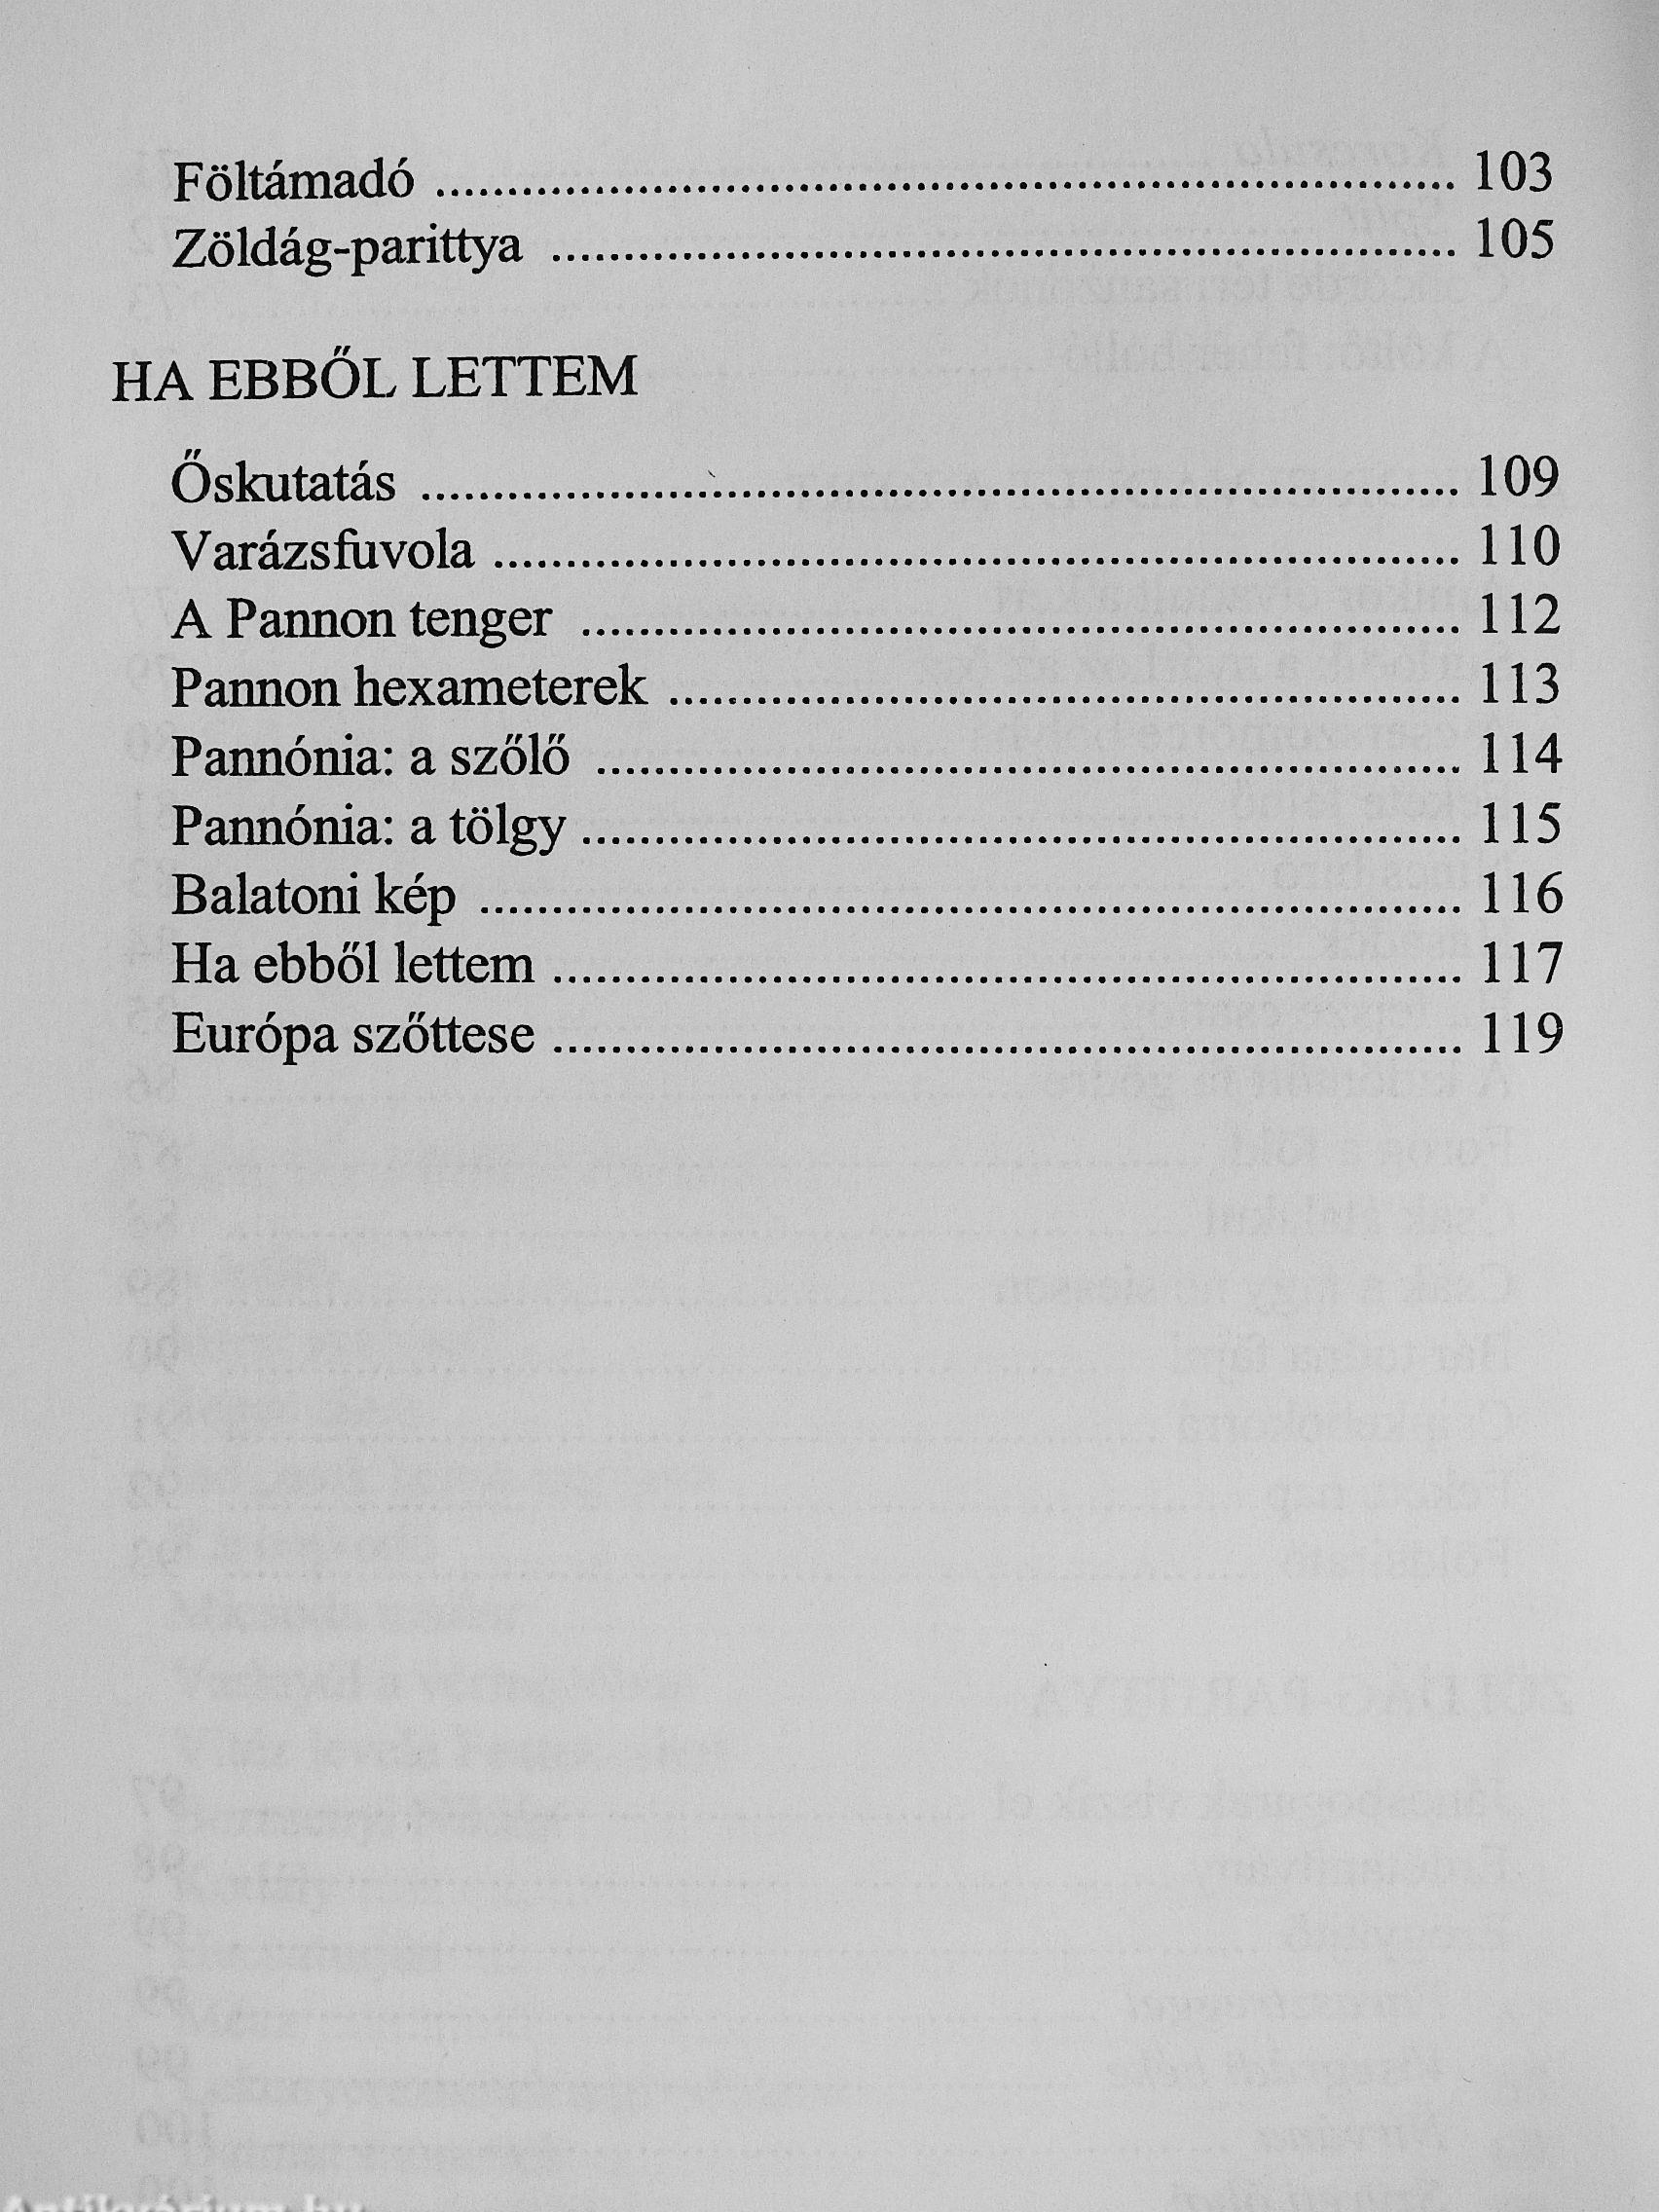 Föltámadó ........................................ 103
Zöldág-parittya ........................................ 105
HA EBBŐL LETTEM
Őskutatás ........................................ 109
Varázsfuvola ........................................ 110
A Pannon tenger ........................................ 112
Pannon hexameterek ........................................ 113
Pannónia: a szőlő ........................................ 114
Pannónia: a tölgy ........................................ 115
Balatoni kép ........................................ 116
Ha ebből lettem ........................................ 117
Európa szőttese ........................................ 119